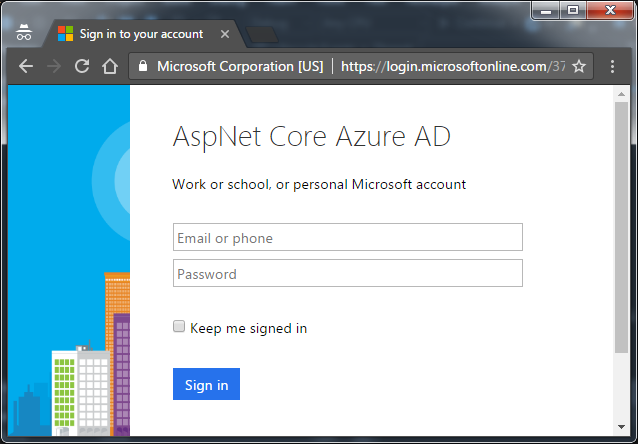 Sign in to your account
Microsoft Corporation [US] https://login.microsoftonline.com/37
AspNet Core Azure AD
Work or school, or personal Microsoft account
Email or phone
Password
Keep me signed in
Sign in